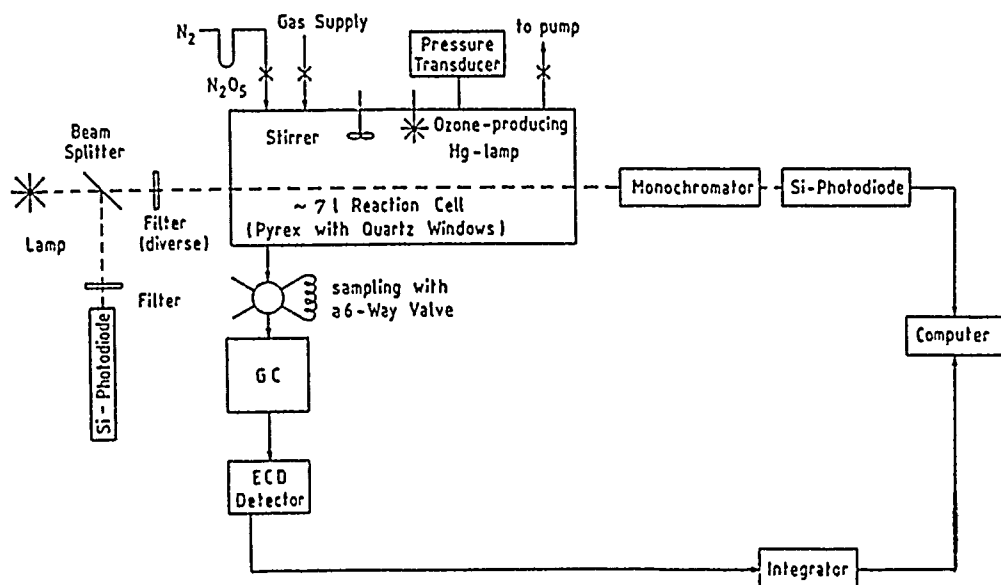 N₂
Gas Supply
to pump
Pressure
Transducer
N₂O₅
Stirrer
Ozone-producing
Hg-lamp
Beam
Splitter
Monochromator
Si-Photodiode
~ 7 l Reaction Cell
(Pyrex with Quartz Windows)
Filter
(diverse)
Lamp
Filter
sampling with
a 6-Way Valve
Si-Photodiode
Computer
GC
ECD
Detector
Integrator